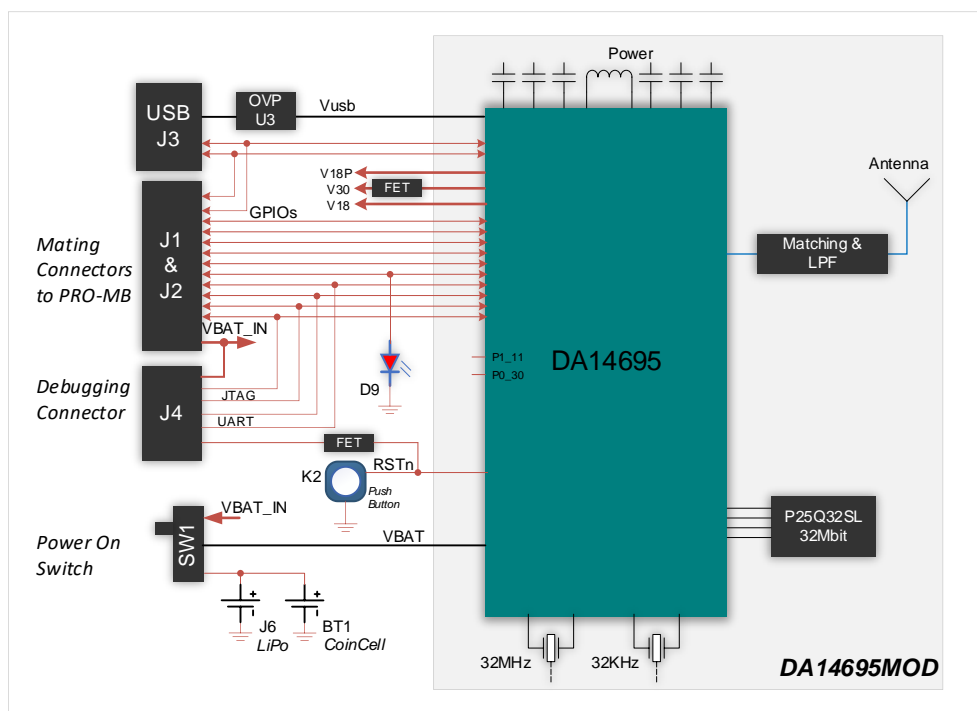 Power
USB
J3
OVP
U3
Vusb
Antenna
V18P
V30
FET
V18
GPIOs
Mating
Connectors
to PRO-MB
J1
&
J2
Matching &
LPF
VBAT_IN
DA14695
P1_11
P0_30
D9
Debugging
Connector
J4
JTAG
UART
FET
K2
RSTn
Push
Button
VBAT_IN
Power On
Switch
SW1
VBAT
P25Q32SL
32Mbit
J6
LiPo
BT1
CoinCell
32MHz
32KHz
DA14695MOD